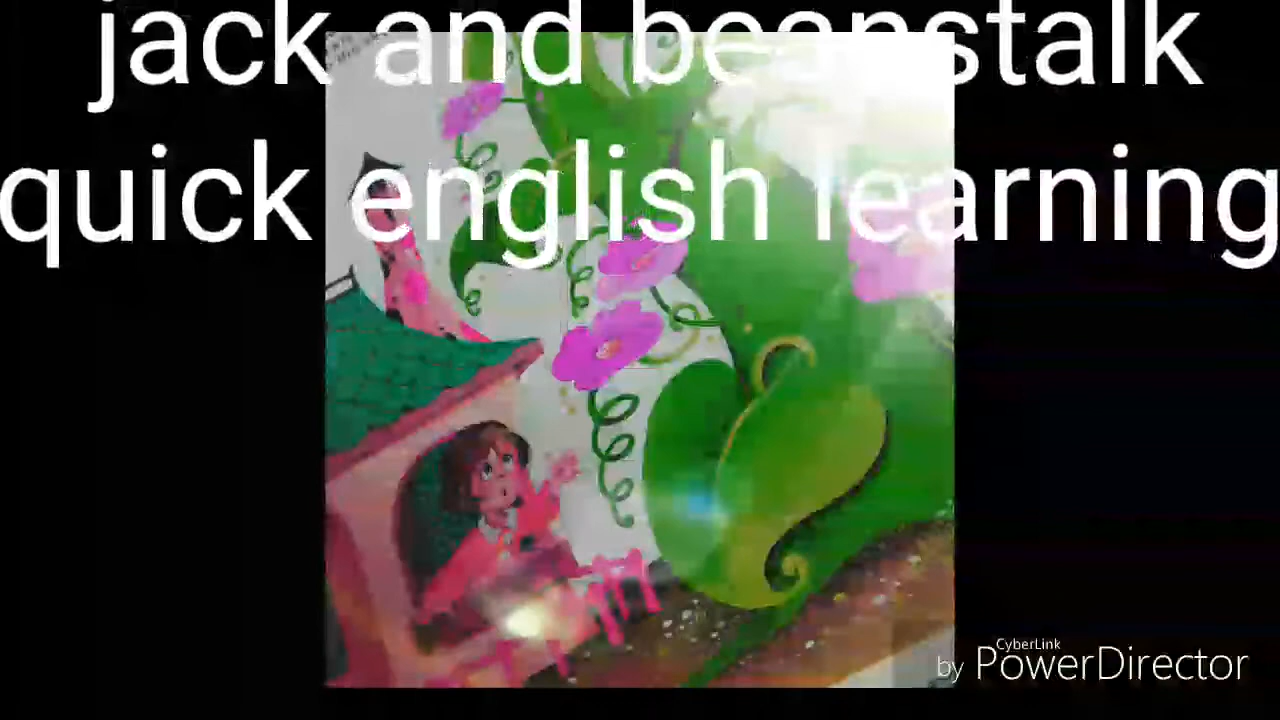 jack and beanstalk
quick english learning
CyberLink
by PowerDirector